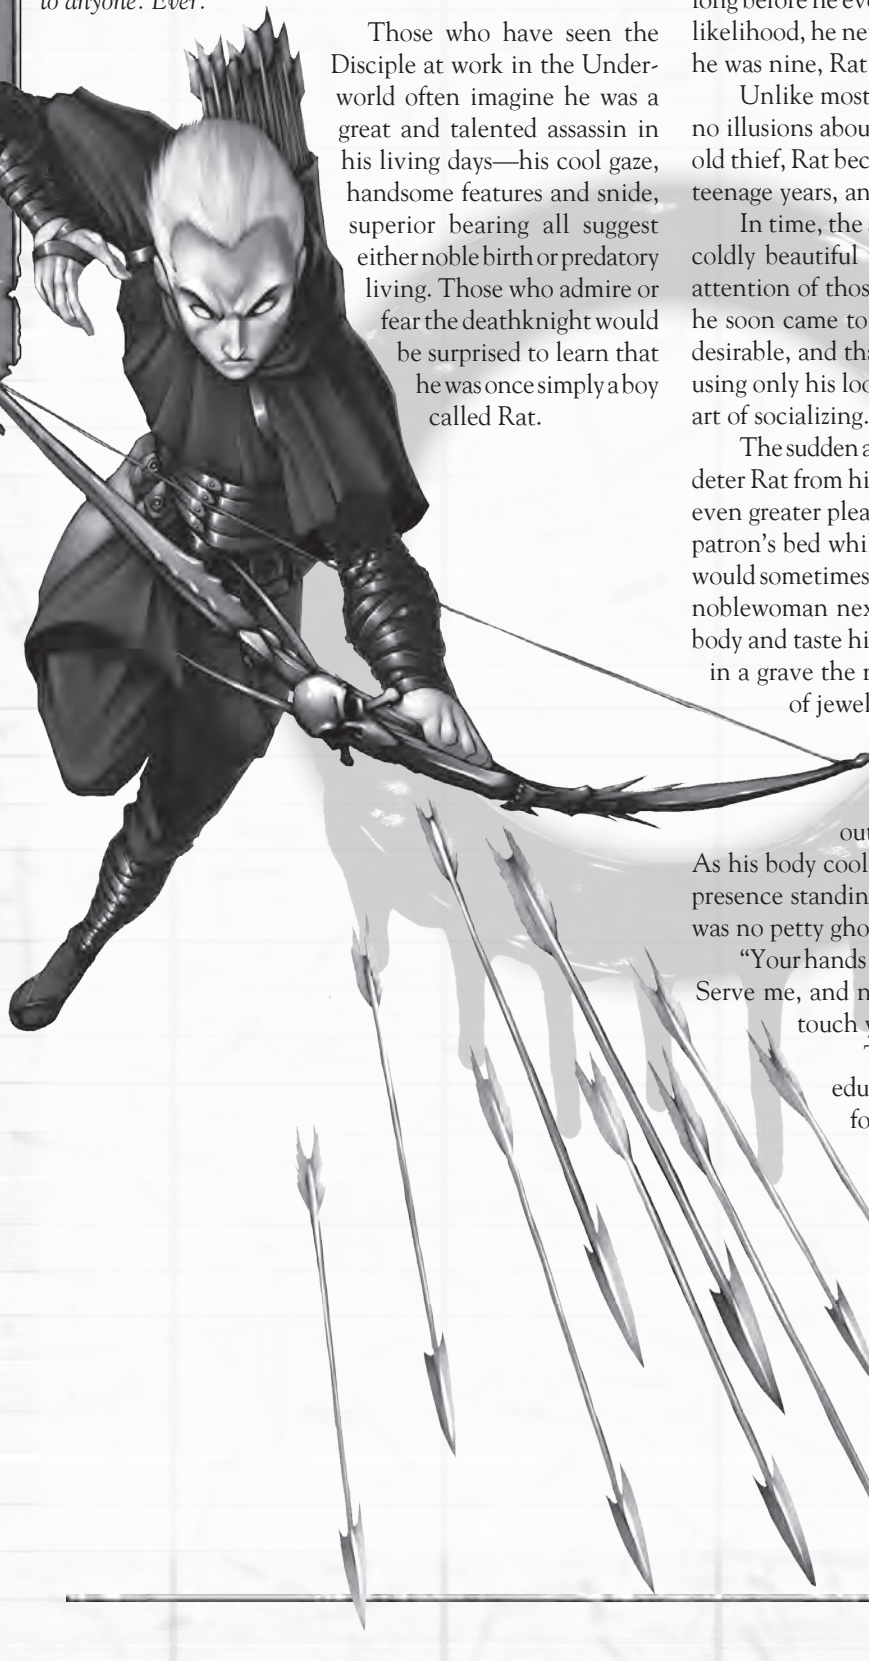 to anyone. Ever.
Those who have seen the
Disciple at work in the Under-
world often imagine he was a
great and talented assassin in
his living days—his cool gaze,
handsome features and snide,
superior bearing all suggest
either noble birth or predatory
living. Those who admire or
fear the deathknight would
be surprised to learn that
he was once simply a boy
called Rat.
long before he eve
likelihood, he ne
he was nine, Rat
Unlike most
no illusions abou
old thief, Rat bec
teenage years, an
In time, the
coldly beautiful
attention of thos
he soon came to
desirable, and tha
using only his loo
art of socializing.
The sudden a
deter Rat from hi
even greater plea
patron's bed whil
would sometimes
noblewoman nex
body and taste hi
in a grave the
of jewel
out
As his body cool
presence standin
was no petty gho
“Your hands
Serve me, and n
touch y
edu
fo